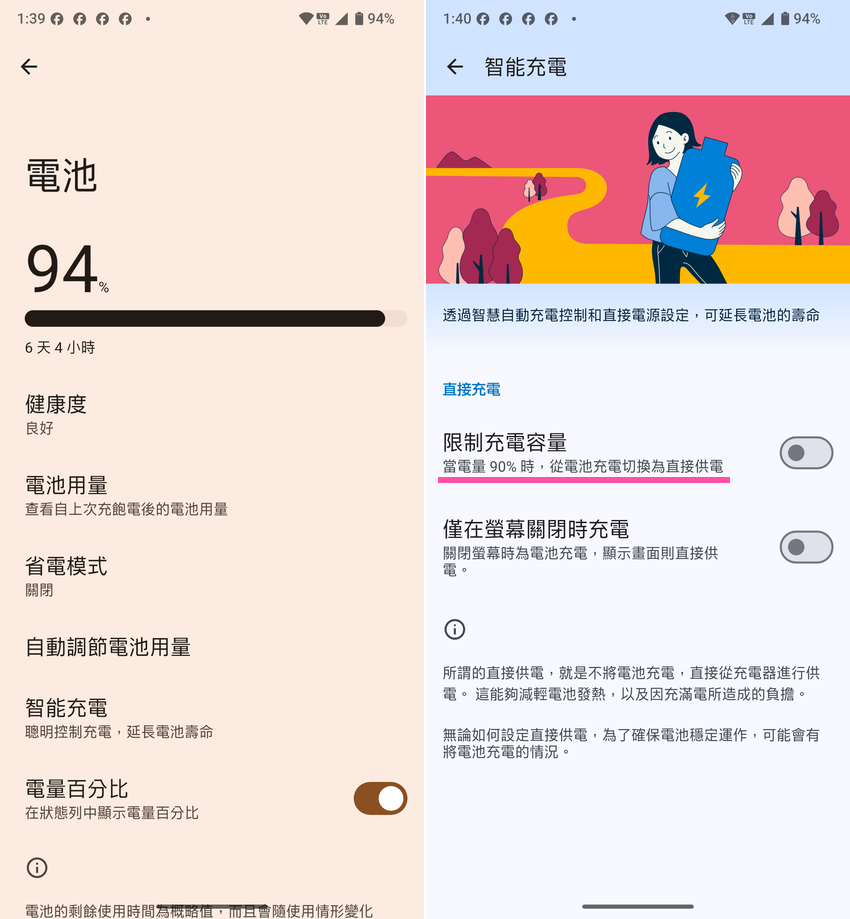 1:39
Vo LTE
94%
電池
94%
6 天 4 小時
健康度
良好
電池用量
查看自上次充飽電後的電池用量
省電模式
關閉
自動調節電池用量
智能充電
聰明控制充電，延長電池壽命
電量百分比
在狀態列中顯示電量百分比
電池的剩餘使用時間為概略值，而且會隨使用情形變化
1:40
Vo LTE
94%
智能充電
透過智慧自動充電控制和直接電源設定，可延長電池的壽命
直接充電
限制充電容量
當電量 90% 時，從電池充電切換為直接供電
僅在螢幕關閉時充電
關閉螢幕時為電池充電，顯示畫面則直接供
電。
所謂的直接供電，就是不將電池充電，直接從充電器進行供
電。 這能夠減輕電池發熱，以及因充滿電所造成的負擔。
無論如何設定直接供電，為了確保電池穩定運作，可能會有
將電池充電的情況。